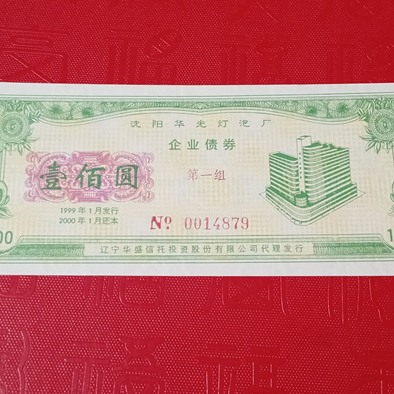 沈阳华光灯泡厂
企业债券
壹佰圆
第一组
1999年1月发行
2000年1月还本
No 0014879
00
1
辽宁华盛信托投资股份有限公司代理发行